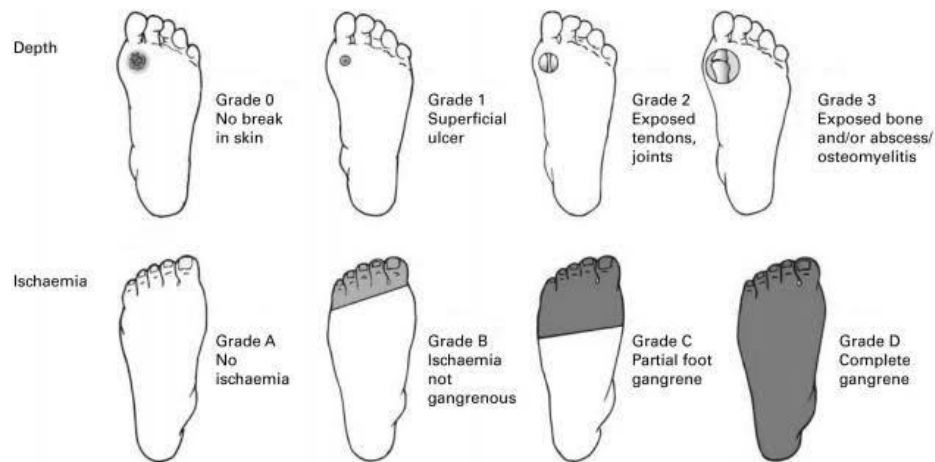 Depth
Grade 0
No break
in skin
Grade 1
Superficial
ulcer
Grade 2
Exposed
tendons,
joints
Grade 3
Exposed bone
and/or abscess/
osteomyelitis
Ischaemia
Grade A
No
ischaemia
Grade B
Ischaemia
not
gangrenous
Grade C
Partial foot
gangrene
Grade D
Complete
gangrene